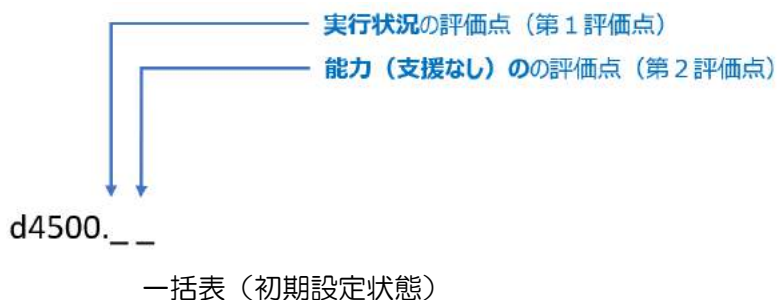 実行状況の評価点（第１評価点）
能力（支援なし）のの評価点（第２評価点）
d4500._ _
一括表（初期設定状態）